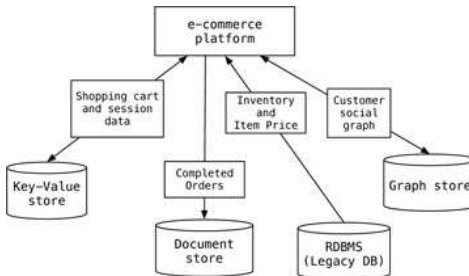 e-commerce
platform
Shopping cart
and session
data
Inventory
and
Item Price
Customer
social
graph
Completed
Orders
Key-Value
store
Document
store
RDBMS
(Legacy DB)
Graph store